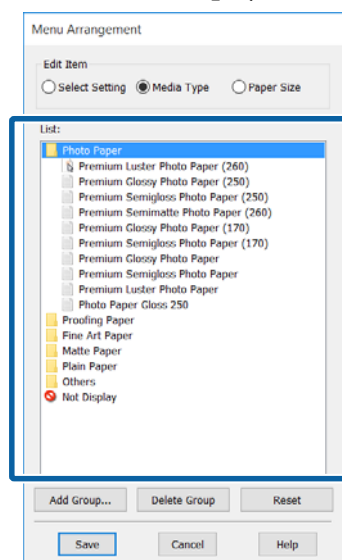 Menu Arrangement
Edit Item
Select Setting Media Type Paper Size
List:
Photo Paper
Premium Luster Photo Paper (260)
Premium Glossy Photo Paper (250)
Premium Semigloss Photo Paper (250)
Premium Semimatte Photo Paper (260)
Premium Glossy Photo Paper (170)
Premium Semigloss Photo Paper (170)
Premium Glossy Photo Paper
Premium Semigloss Photo Paper
Premium Luster Photo Paper
Photo Paper Gloss 250
Proofing Paper
Fine Art Paper
Matte Paper
Plain Paper
Others
Not Display
Add Group... Delete Group Reset
Save Cancel Help